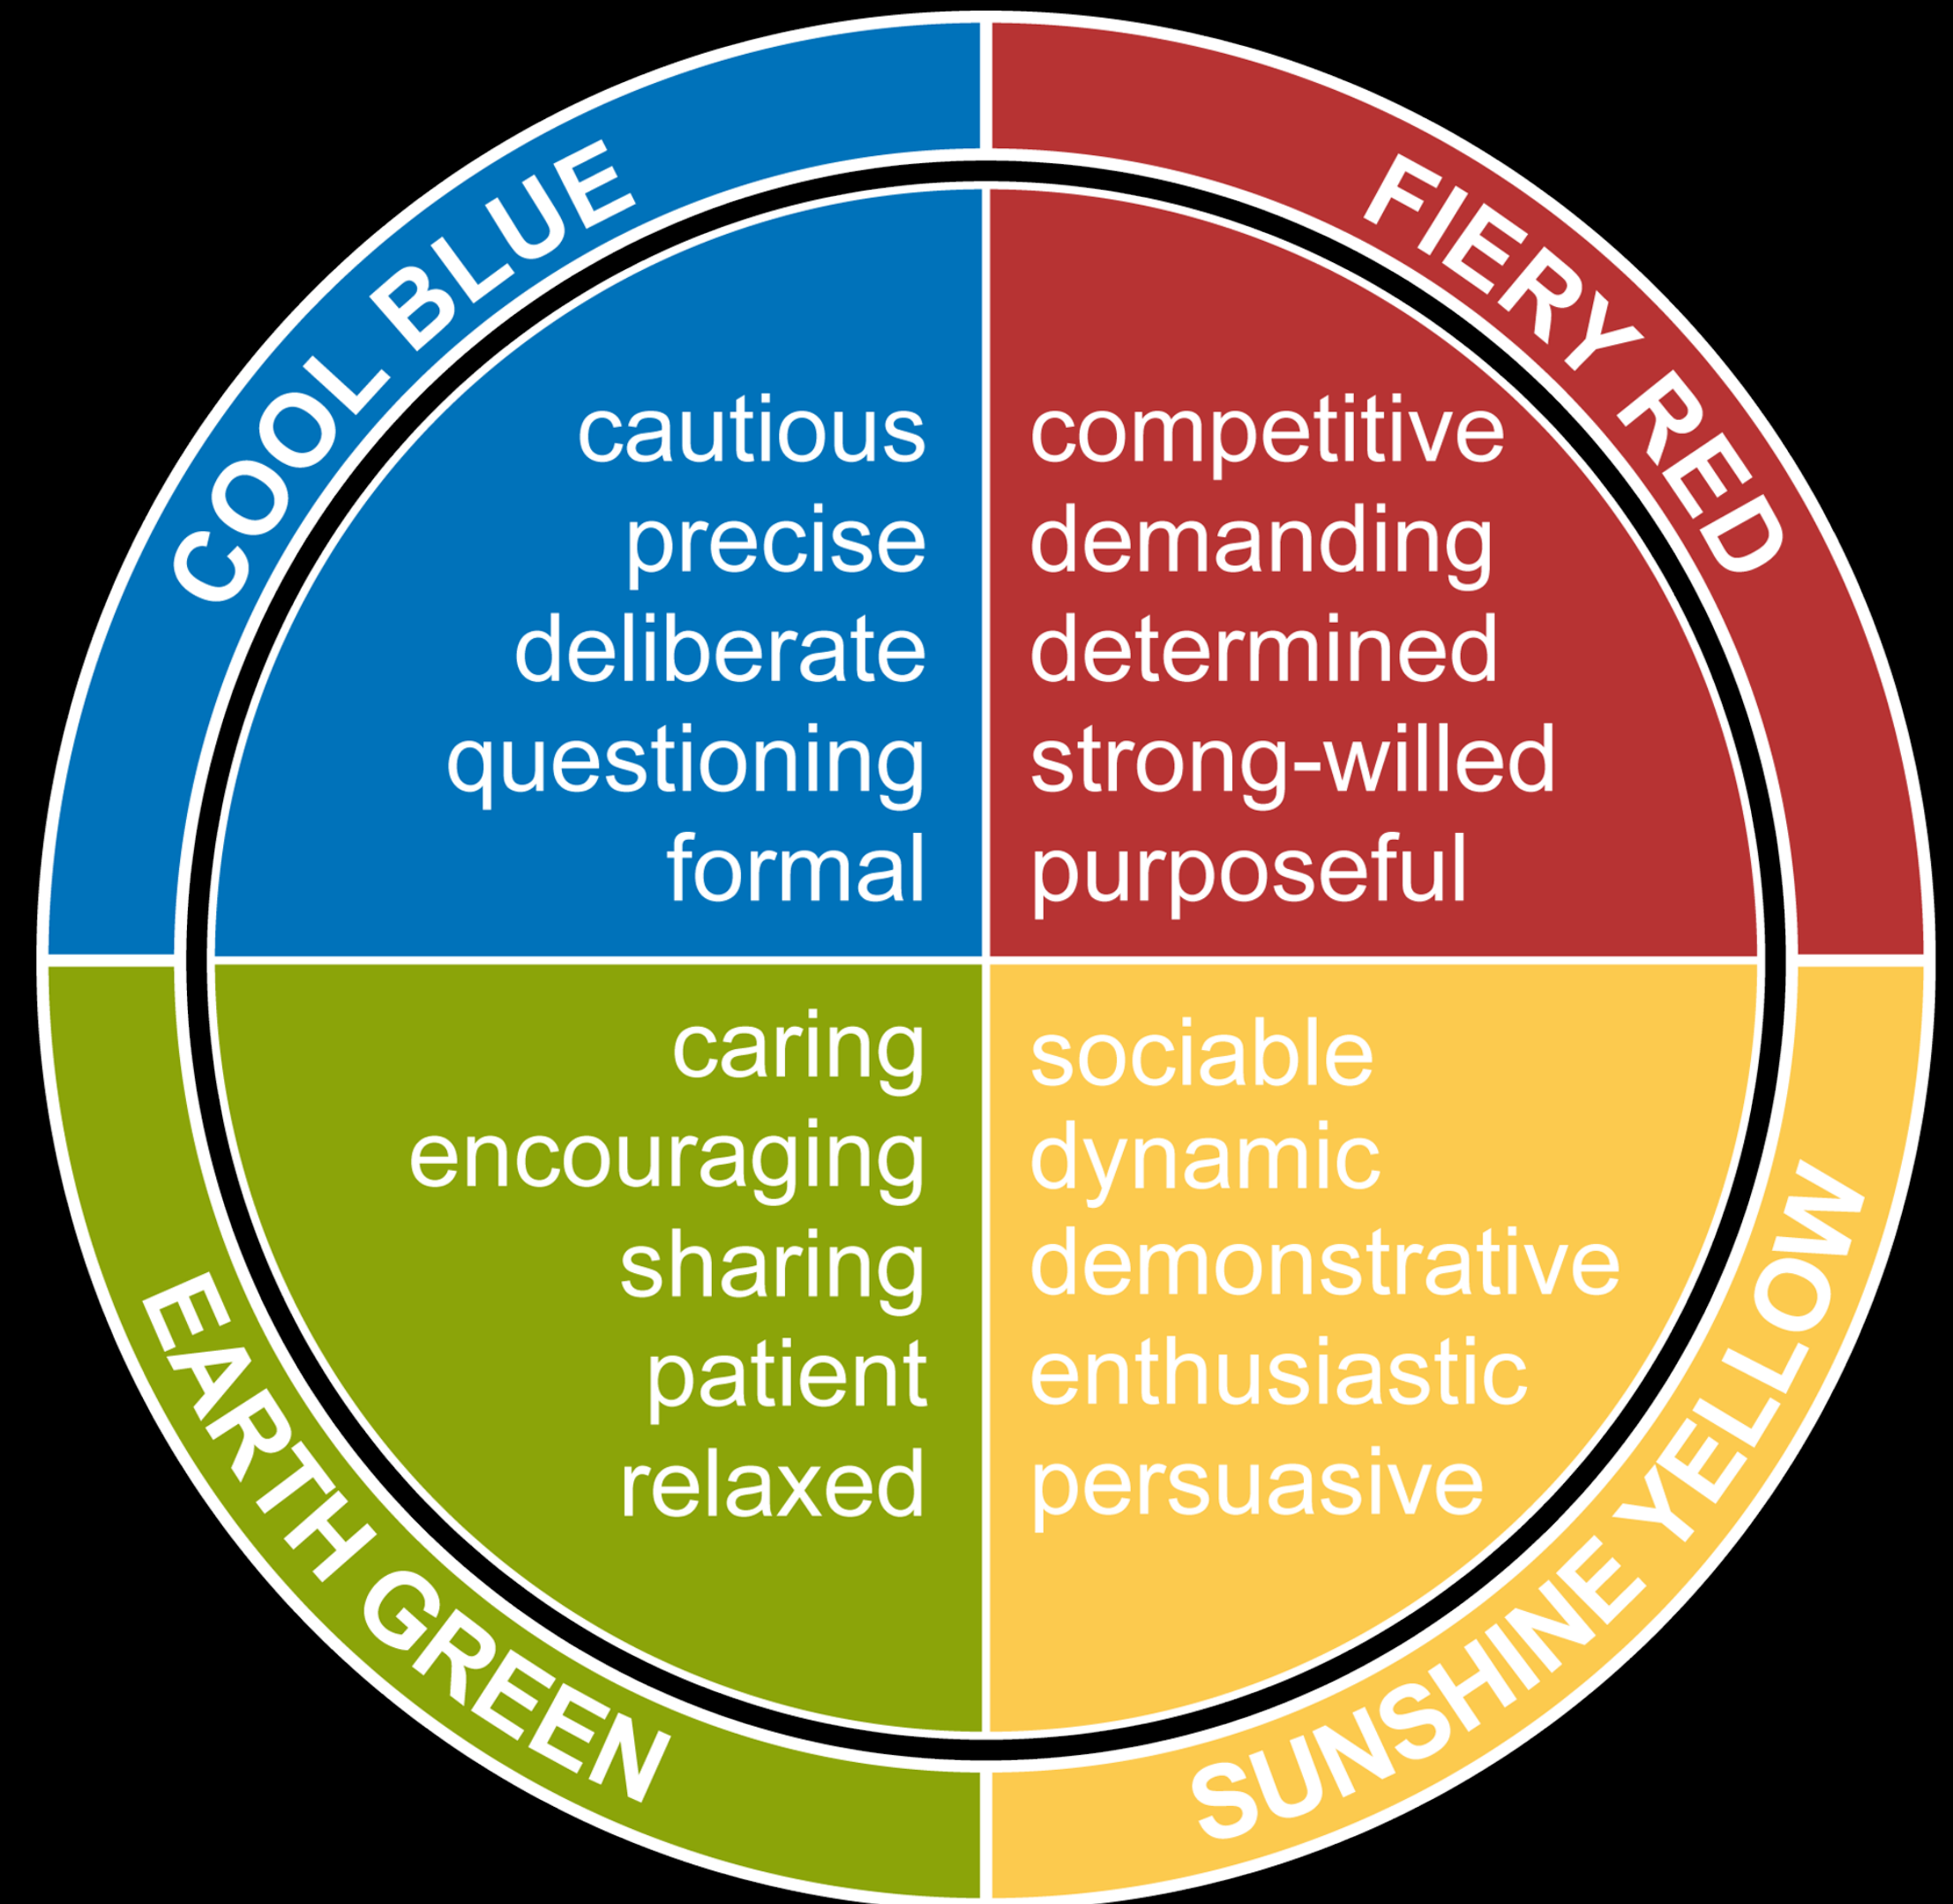 COOL BLUE
cautious
precise
deliberate
questioning
formal
FIERY RED
competitive
demanding
determined
strong-willed
purposeful
EARTH GREEN
caring
encouraging
sharing
patient
relaxed
SUNSHINE YELLOW
sociable
dynamic
demonstrative
enthusiastic
persuasive